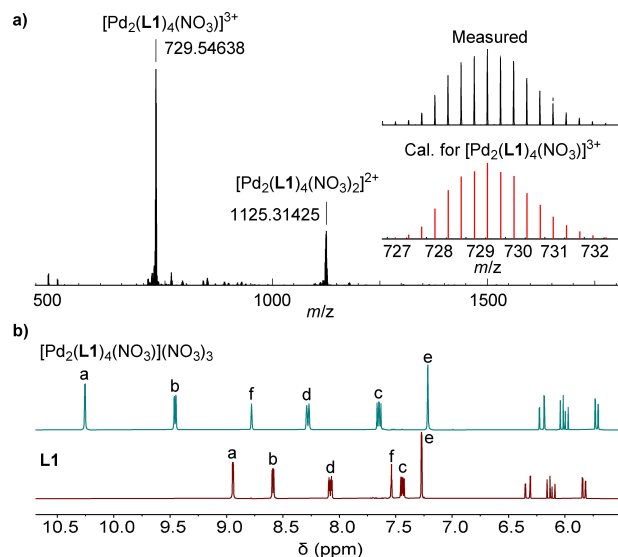 a)
[Pd2(L1)4(NO3)]3+
729.54638
[Pd2(L1)4(NO3)2]2+
1125.31425
Measured
Cal. for [Pd2(L1)4(NO3)]3+
727 728 729 730 731 732
m/z
500 1000 1500
m/z
b)
[Pd2(L1)4(NO3)](NO3)3
a b f d c e
L1
a b d f c e
10.5 10.0 9.5 9.0 8.5 8.0 7.5 7.0 6.5 6.0
δ (ppm)